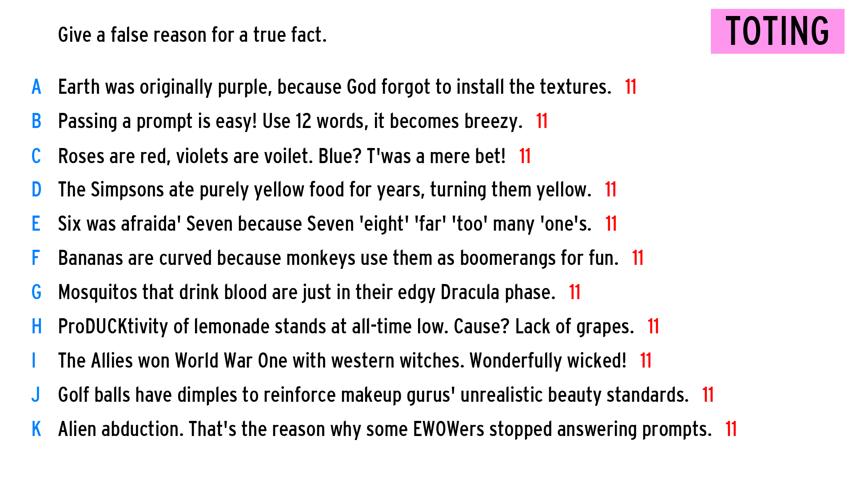 Give a false reason for a true fact.
TOTING
A Earth was originally purple, because God forgot to install the textures. 11
B Passing a prompt is easy! Use 12 words, it becomes breezy. 11
C Roses are red, violets are voilet. Blue? T'was a mere bet! 11
D The Simpsons ate purely yellow food for years, turning them yellow. 11
E Six was afraida' Seven because Seven 'eight' 'far' 'too' many 'one's. 11
F Bananas are curved because monkeys use them as boomerangs for fun. 11
G Mosquitos that drink blood are just in their edgy Dracula phase. 11
H ProDUCKtivity of lemonade stands at all-time low. Cause? Lack of grapes. 11
I The Allies won World War One with western witches. Wonderfully wicked! 11
J Golf balls have dimples to reinforce makeup gurus' unrealistic beauty standards. 11
K Alien abduction. That's the reason why some EWOWers stopped answering prompts. 11